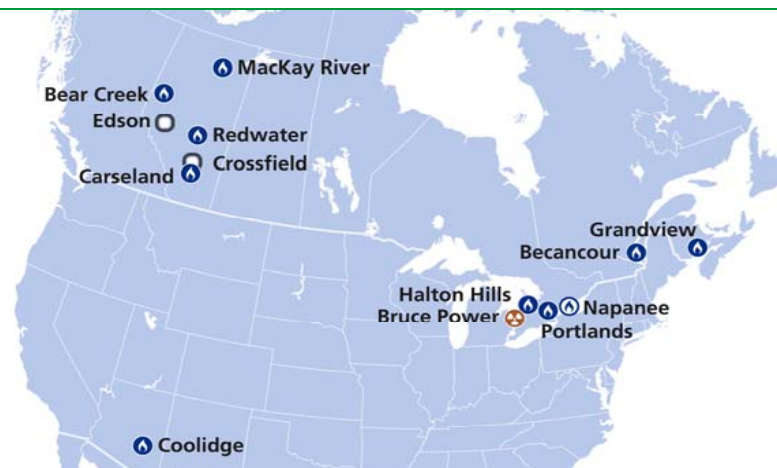 MacKay River
Bear Creek
Edson
Redwater
Crossfield
Carseland
Grandview
Becancour
Halton Hills
Napanee
Bruce Power
Portlands
Coolidge